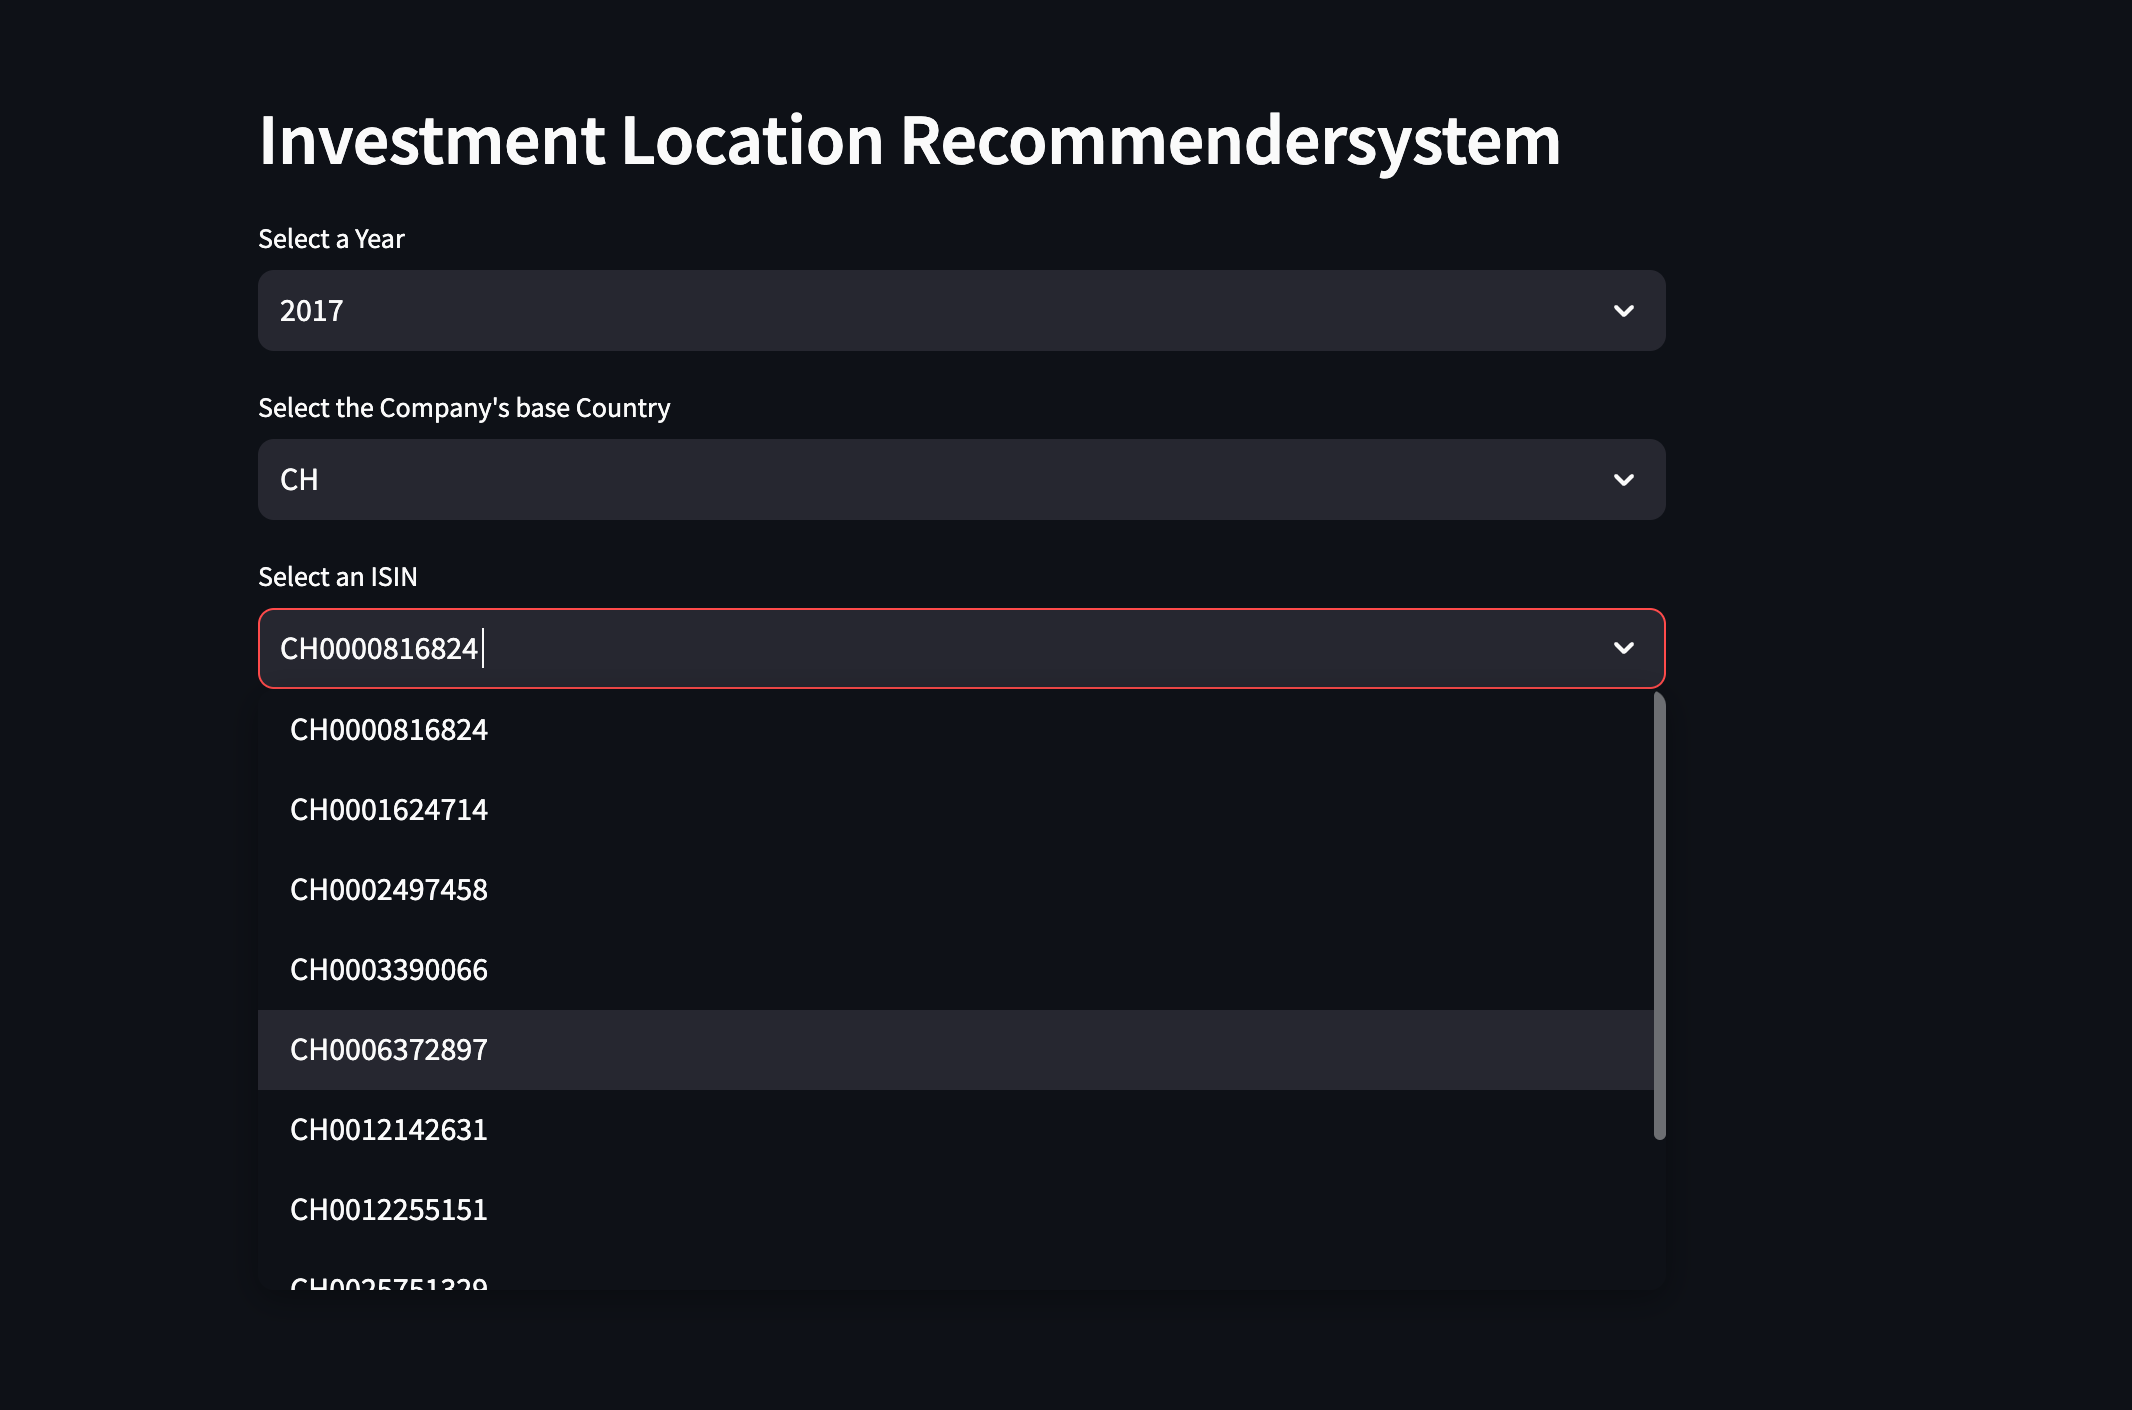 Investment Location Recommendersystem
Select a Year
2017
Select the Company's base Country
CH
Select an ISIN
CH0000816824
CH0000816824
CH0001624714
CH0002497458
CH0003390066
CH0006372897
CH0012142631
CH0012255151
CH0025751329